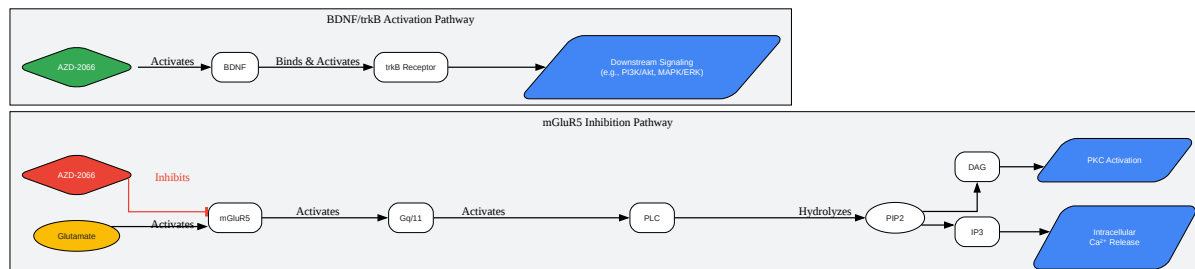 BDNF/trkB Activation Pathway
AZD-2066
Activates
BDNF
Binds & Activates
trkB Receptor
Downstream Signaling
(e.g., PI3K/Akt, MAPK/ERK)
mGluR5 Inhibition Pathway
AZD-2066
Inhibits
Glutamate
Activates
mGluR5
Activates
Gq/11
Activates
PLC
Hydrolyzes
PIP2
DAG
PKC Activation
IP3
Intracellular
Ca²⁺ Release